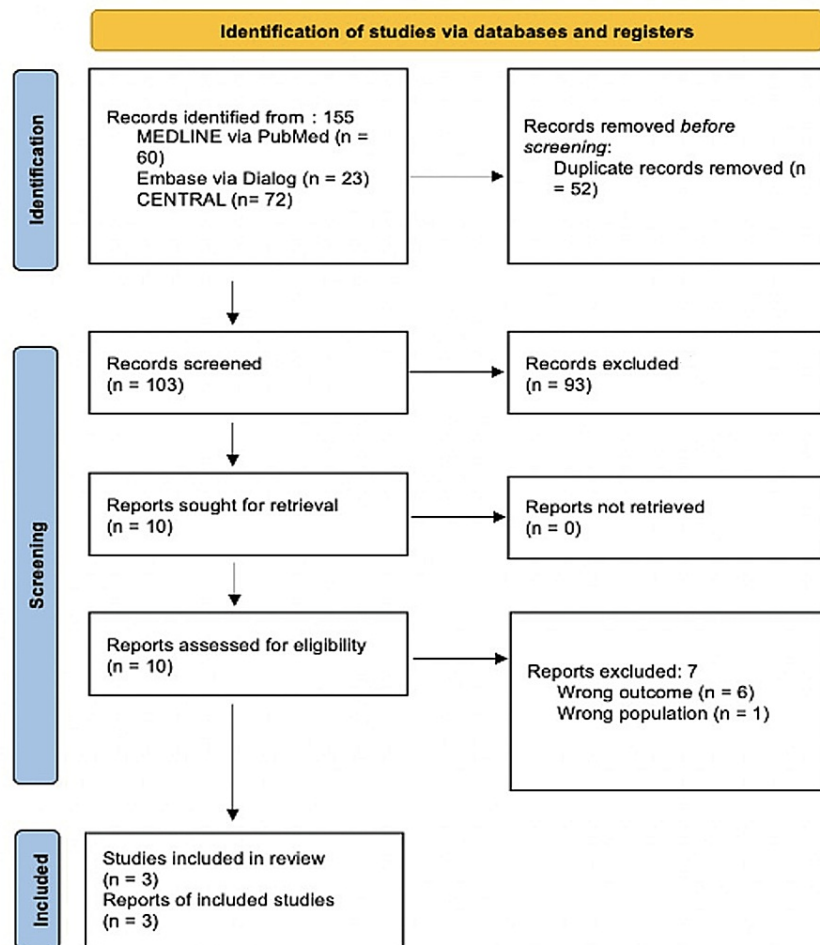 Identification of studies via databases and registers
Identification
Records identified from : 155
MEDLINE via PubMed (n =
60)
Embase via Dialog (n = 23)
CENTRAL (n= 72)
Records removed before
screening:
Duplicate records removed (n
= 52)
Screening
Records screened
(n = 103)
Records excluded
(n = 93)
Reports sought for retrieval
(n = 10)
Reports not retrieved
(n = 0)
Reports assessed for eligibility
(n = 10)
Reports excluded: 7
Wrong outcome (n = 6)
Wrong population (n = 1)
Included
Studies included in review
(n = 3)
Reports of included studies
(n = 3)